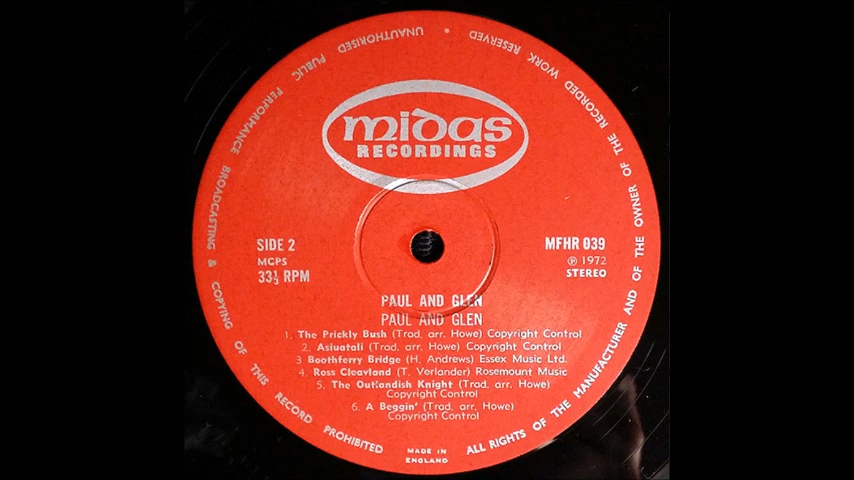 midas
RECORDINGS
SIDE 2
MCPS
33⅓ RPM
MFHR 039
℗ 1972
STEREO
PAUL AND GLEN
PAUL AND GLEN
1. The Prickly Bush (Trad. arr. Howe) Copyright Control
2. Asiuatali (Trad. arr. Howe) Copyright Control
3 Boothferry Bridge (H. Andrews) Essex Music Ltd.
4. Ross Cleavland (T. Verlander) Rosemount Music
5. The Outlandish Knight (Trad, arr. Howe)
Copyright Control
6. A Beggin' (Trad, arr. Howe)
Copyright Control
MADE IN
ENGLAND
ALL RIGHTS OF THE MANUFACTURER AND OF THE OWNER OF THE RECORDED WORK RESERVED
UNAUTHORISED PUBLIC PERFORMANCE BROADCASTING & COPYING OF THIS RECORD PROHIBITED